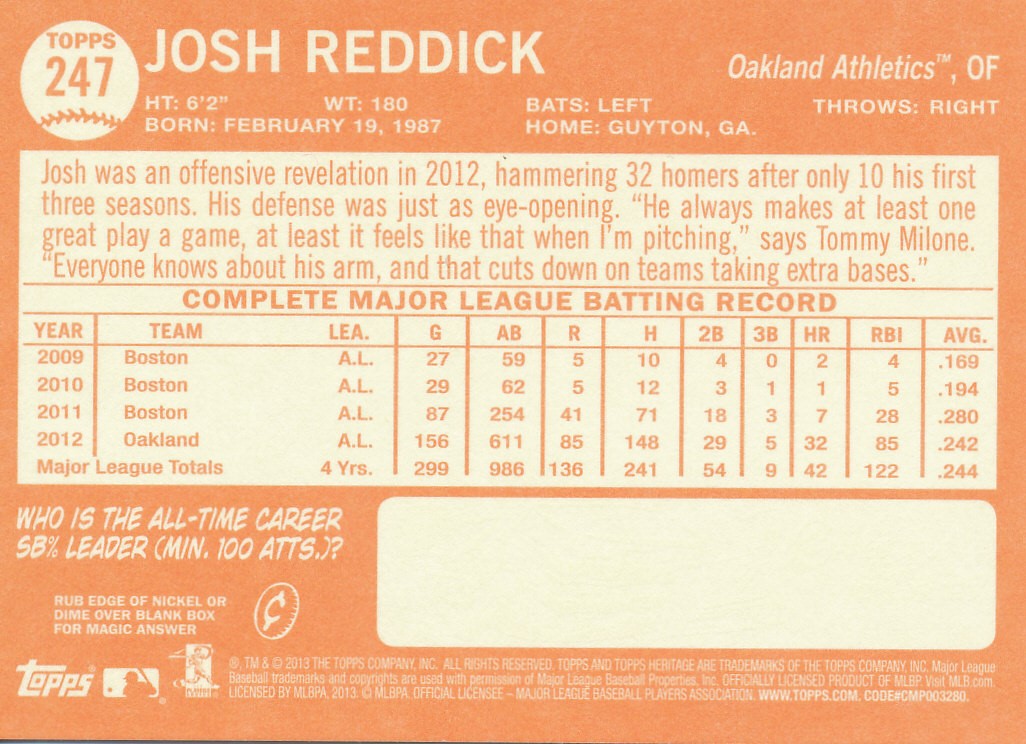 TOPPS
247
JOSH REDDICK
Oakland Athletics™, OF
HT: 6'2" WT: 180 BATS: LEFT THROWS: RIGHT
BORN: FEBRUARY 19, 1987 HOME: GUYTON, GA.
Josh was an offensive revelation in 2012, hammering 32 homers after only 10 his first
three seasons. His defense was just as eye-opening. “He always makes at least one
great play a game, at least it feels like that when I'm pitching,” says Tommy Milone.
“Everyone knows about his arm, and that cuts down on teams taking extra bases.”
COMPLETE MAJOR LEAGUE BATTING RECORD
YEAR TEAM LEA. G AB R H 2B 3B HR RBI AVG.
2009 Boston A.L. 27 59 5 10 4 0 2 4 .169
2010 Boston A.L. 29 62 5 12 3 1 1 5 .194
2011 Boston A.L. 87 254 41 71 18 3 7 28 .280
2012 Oakland A.L. 156 611 85 148 29 5 32 85 .242
Major League Totals 4 Yrs. 299 986 136 241 54 9 42 122 .244
WHO IS THE ALL-TIME CAREER
SB% LEADER (MIN. 100 ATTS.)?
RUB EDGE OF NICKEL OR
DIME OVER BLANK BOX
FOR MAGIC ANSWER
Topps®
®, TM & © 2013 THE TOPPS COMPANY, INC. ALL RIGHTS RESERVED. TOPPS AND TOPPS HERITAGE ARE TRADEMARKS OF THE TOPPS COMPANY, INC. Major League
Baseball trademarks and copyrights are used with permission of Major League Baseball Properties, Inc. OFFICIALLY LICENSED PRODUCT OF MLBP Visit MLB.com
LICENSED BY MLBPA, 2013. © MLBPA. OFFICIAL LICENSEE – MAJOR LEAGUE BASEBALL PLAYERS ASSOCIATION. WWW.TOPPS.COM. CODE#CMP003280.